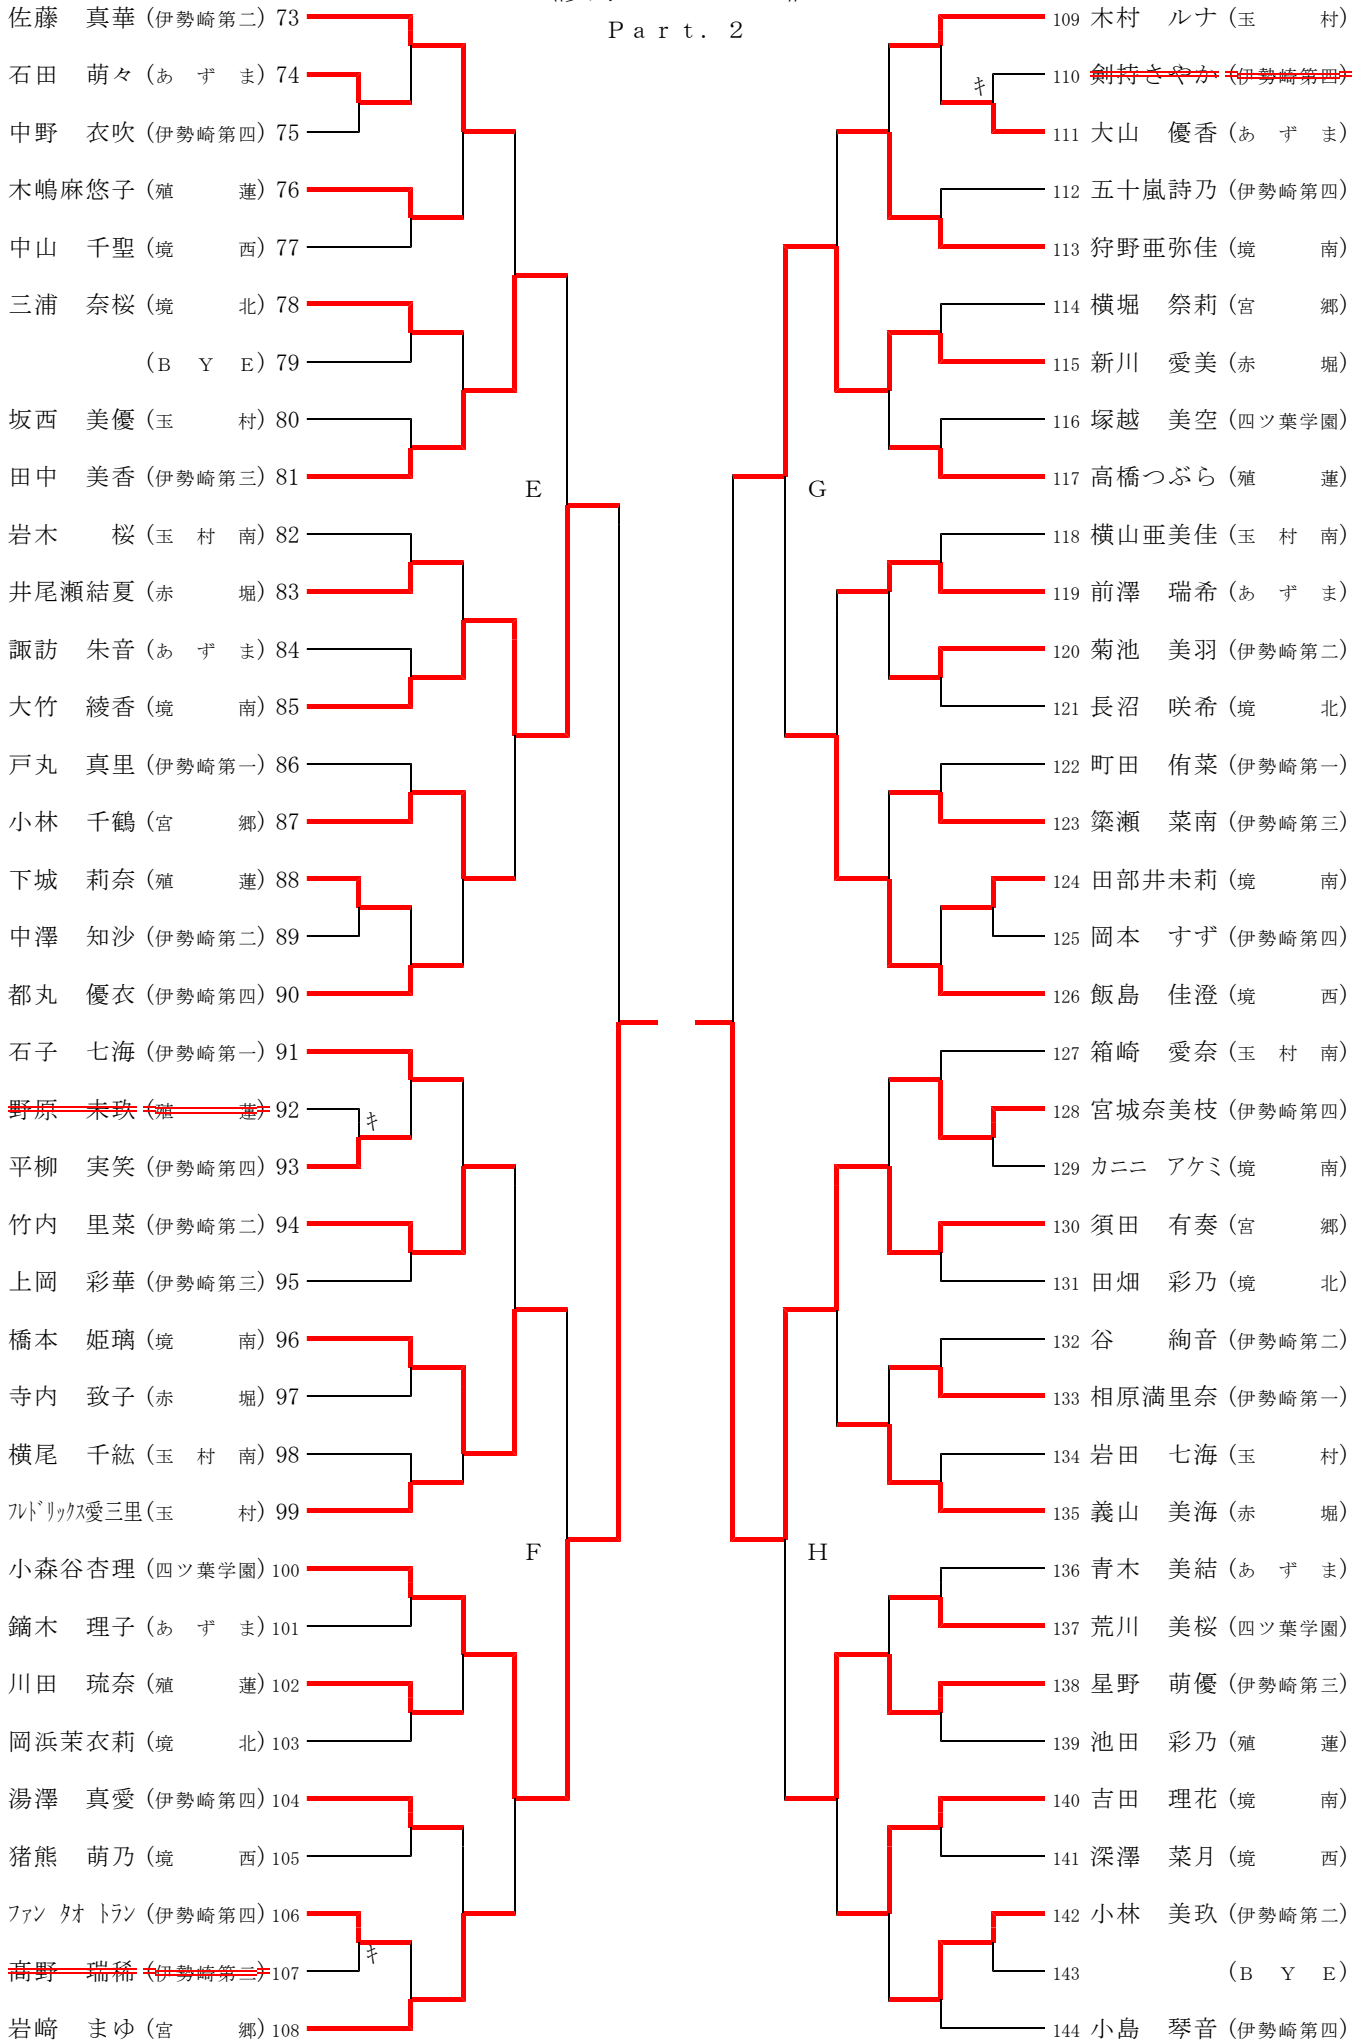 Part. 2
佐藤 真華 (伊勢崎第二) 73
石田 萌々 (あずま) 74
中野 衣吹 (伊勢崎第四) 75
木嶋麻悠子 (殖蓮) 76
中山 千聖 (境西) 77
三浦 奈桜 (境北) 78
(BYE) 79
坂西 美優 (玉村) 80
田中 美香 (伊勢崎第三) 81
E
岩木 桜 (玉村南) 82
井尾瀬結夏 (赤堀) 83
諏訪 朱音 (あずま) 84
大竹 綾香 (境南) 85
戸丸 真里 (伊勢崎第一) 86
小林 千鶴 (宮郷) 87
下城 莉奈 (殖蓮) 88
中澤 知沙 (伊勢崎第二) 89
都丸 優衣 (伊勢崎第四) 90
石子 七海 (伊勢崎第一) 91
野原 未玖 (殖蓮) 92
キ
平柳 実笑 (伊勢崎第四) 93
竹内 里菜 (伊勢崎第二) 94
上岡 彩華 (伊勢崎第三) 95
橋本 姫璃 (境南) 96
寺内 致子 (赤堀) 97
横尾 千紘 (玉村南) 98
フレドリックス愛三里 (玉村) 99
F
小森谷杏理 (四ツ葉学園) 100
鏑木 理子 (あずま) 101
川田 琉奈 (殖蓮) 102
岡浜茉衣莉 (境北) 103
湯澤 真愛 (伊勢崎第四) 104
猪熊 萌乃 (境西) 105
ファン タオ トラン (伊勢崎第四) 106
キ
高野 瑞稀 (伊勢崎第二) 107
岩﨑 まゆ (宮郷) 108
109 木村 ルナ (玉村)
キ
110 剣持さやか (伊勢崎第四)
111 大山 優香 (あずま)
112 五十嵐詩乃 (伊勢崎第四)
113 狩野亜弥佳 (境南)
114 横堀 祭莉 (宮郷)
115 新川 愛美 (赤堀)
116 塚越 美空 (四ツ葉学園)
117 高橋つぶら (殖蓮)
G
118 横山亜美佳 (玉村南)
119 前澤 瑞希 (あずま)
120 菊池 美羽 (伊勢崎第二)
121 長沼 咲希 (境北)
122 町田 侑菜 (伊勢崎第一)
123 簗瀬 菜南 (伊勢崎第三)
124 田部井未莉 (境南)
125 岡本 すず (伊勢崎第四)
126 飯島 佳澄 (境西)
127 箱崎 愛奈 (玉村南)
128 宮城奈美枝 (伊勢崎第四)
129 カニニ アケミ (境南)
130 須田 有奏 (宮郷)
131 田畑 彩乃 (境北)
132 谷 絢音 (伊勢崎第二)
133 相原満里奈 (伊勢崎第一)
134 岩田 七海 (玉村)
135 義山 美海 (赤堀)
H
136 青木 美結 (あずま)
137 荒川 美桜 (四ツ葉学園)
138 星野 萌優 (伊勢崎第三)
139 池田 彩乃 (殖蓮)
140 吉田 理花 (境南)
141 深澤 菜月 (境西)
142 小林 美玖 (伊勢崎第二)
143 (BYE)
144 小島 琴音 (伊勢崎第四)